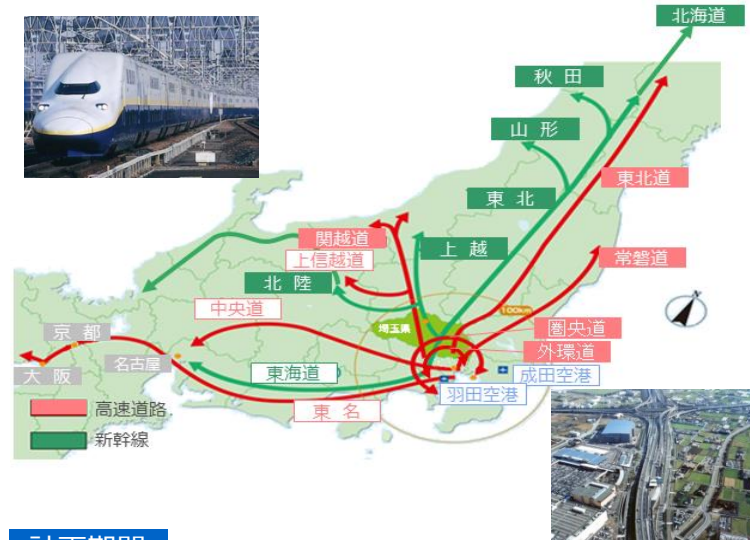 北海道
秋田
山形
東北
東北道
関越道
上信越道
上越
常磐道
北陸
中央道
100km
埼玉県
圏央道
京都
外環道
名古屋
大阪
東海道
成田空港
羽田空港
東名
高速道路
新幹線